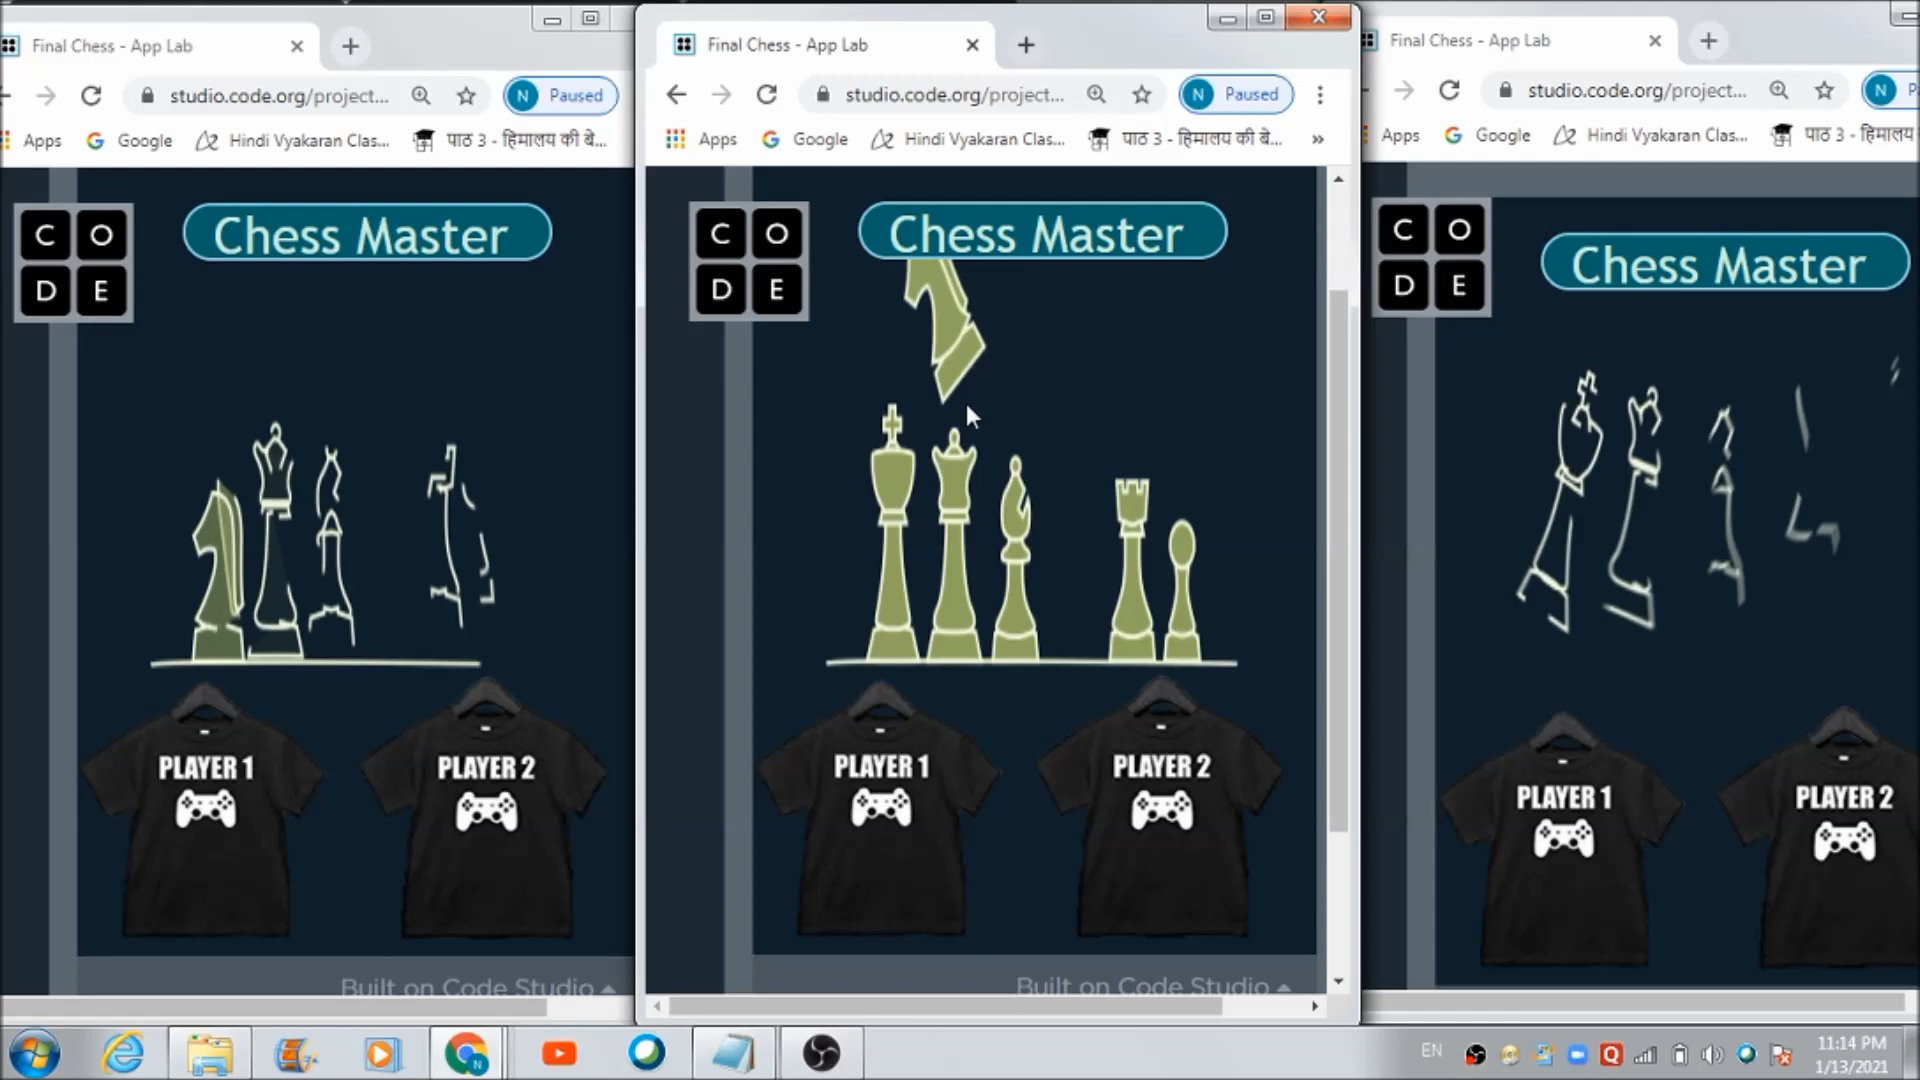 Final Chess - App Lab
studio.code.org/project...
N Paused
Apps Google Hindi Vyakaran Clas... पाठ 3 - हिमालय की बे...
C O
D E
Chess Master
PLAYER 1
PLAYER 2
Built on Code Studio
Final Chess - App Lab
studio.code.org/project...
N Paused
Apps Google Hindi Vyakaran Clas... पाठ 3 - हिमालय की बे... »
C O
D E
Chess Master
PLAYER 1
PLAYER 2
Built on Code Studio
Final Chess - App Lab
studio.code.org/project...
N P
Apps Google Hindi Vyakaran Clas... पाठ 3 - हिमालय
C O
D E
Chess Master
PLAYER 1
PLAYER 2
EN
11:14 PM
1/13/2021